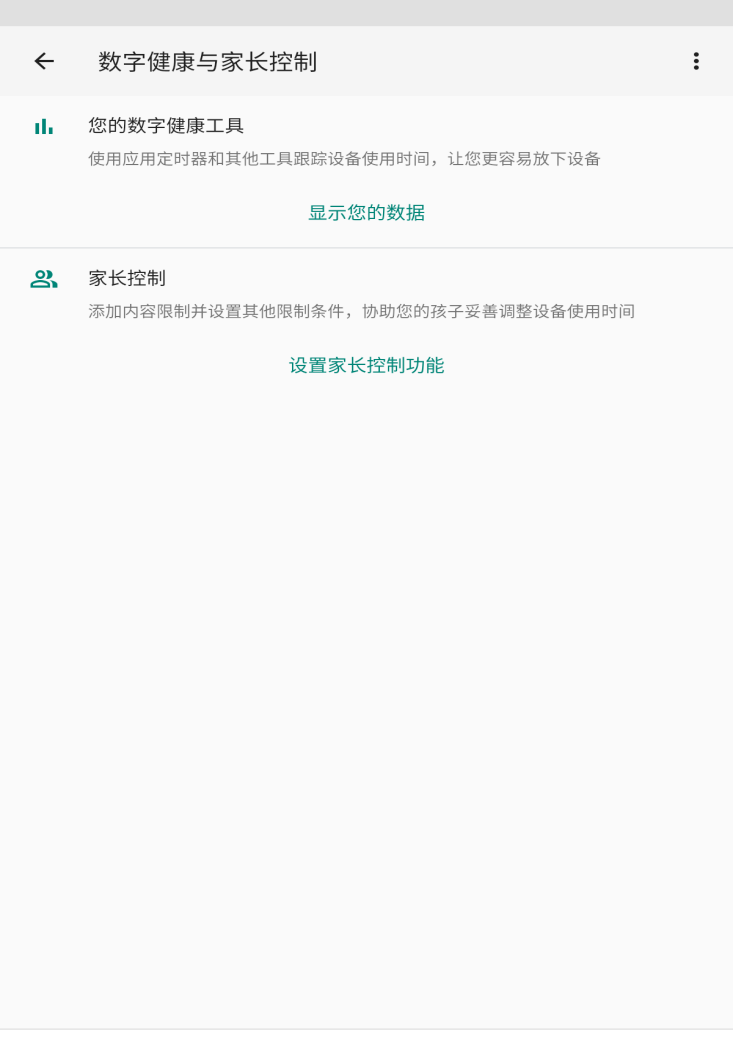 数字健康与家长控制
您的数字健康工具
使用应用定时器和其他工具跟踪设备使用时间，让您更容易放下设备
显示您的数据
家长控制
添加内容限制并设置其他限制条件，协助您的孩子妥善调整设备使用时间
设置家长控制功能